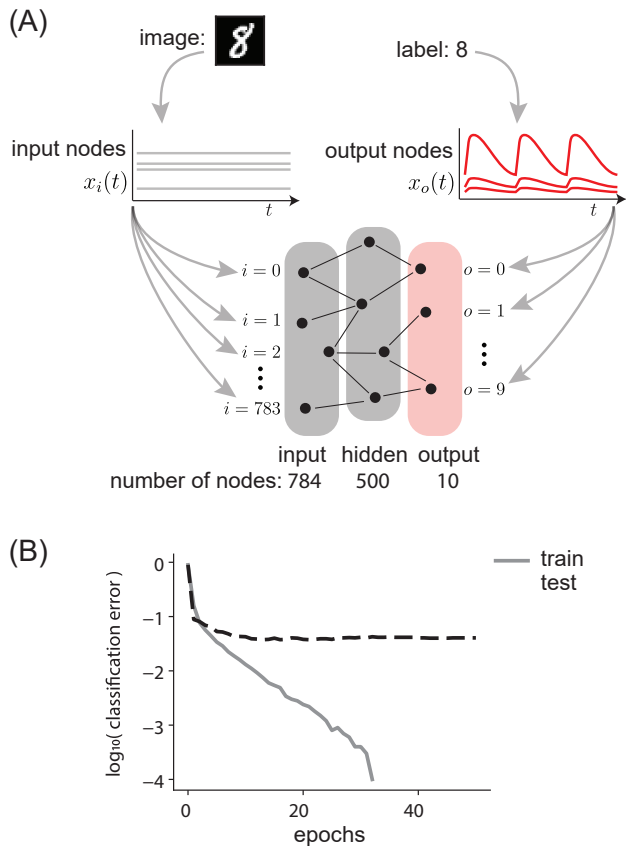 (A)
image:
label: 8
input nodes
x_i(t)
t
output nodes
x_o(t)
t
i = 0
i = 1
i = 2
i = 783
o = 0
o = 1
o = 9
input hidden output
number of nodes: 784 500 10
(B)
train
test
log₁₀( classification error )
0
−1
−2
−3
−4
0 20 40
epochs